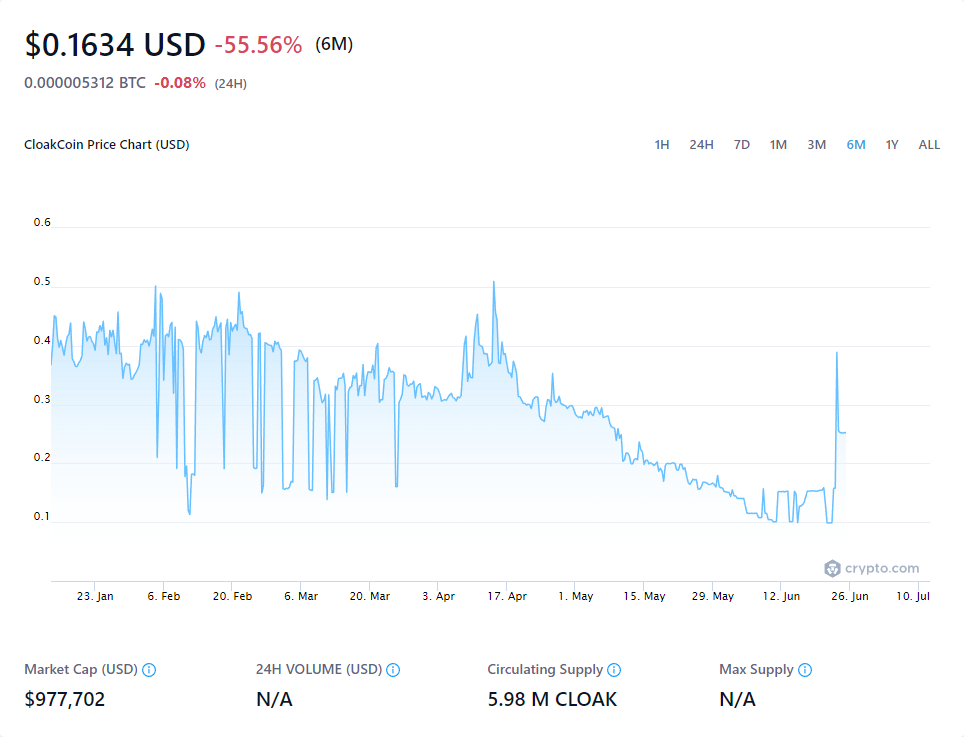 $0.1634 USD -55.56% (6M)
0.000005312 BTC -0.08% (24H)
CloakCoin Price Chart (USD) 1H 24H 7D 1M 3M 6M 1Y ALL
0.6
0.5
0.4
0.3
0.2
0.1
crypto.com
23. Jan 6. Feb 20. Feb 6. Mar 20. Mar 3. Apr 17. Apr 1. May 15. May 29. May 12. Jun 26. Jun 10. Jul
Market Cap (USD) 24H VOLUME (USD) Circulating Supply Max Supply
$977,702 N/A 5.98 M CLOAK N/A